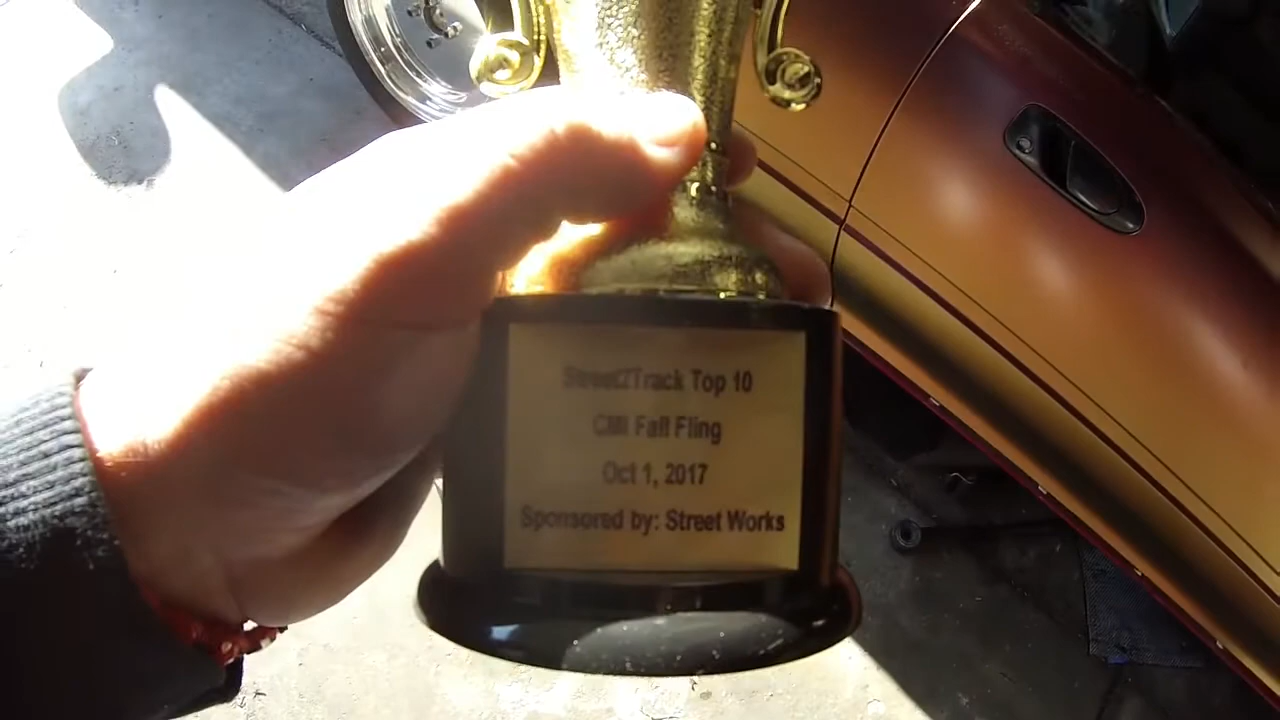 Street2Track Top 10
Fall Fling
Oct 1, 2017
Sponsored by: Street Works